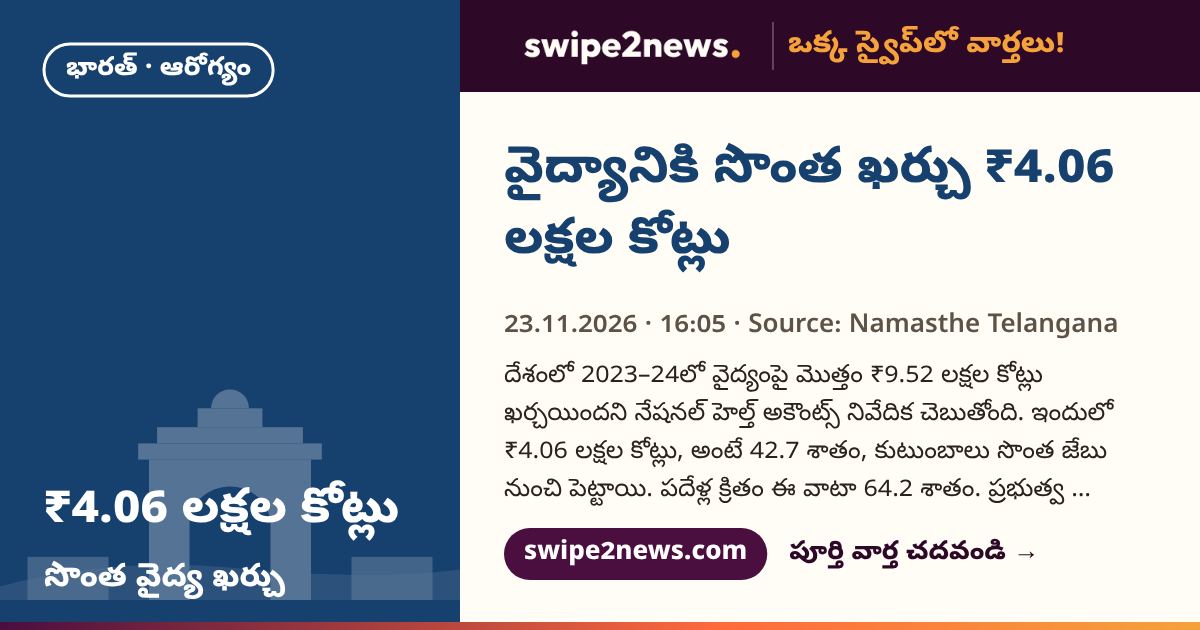 భారత్ · ఆరోగ్యం
₹4.06 లక్షల కోట్లు
సొంత వైద్య ఖర్చు
swipe2news.
ఒక్క స్వైప్‌లో వార్తలు!
వైద్యానికి సొంత ఖర్చు ₹4.06
లక్షల కోట్లు
23.11.2026 · 16:05 · Source: Namasthe Telangana
దేశంలో 2023–24లో వైద్యంపై మొత్తం ₹9.52 లక్షల కోట్లు
ఖర్చయిందని నేషనల్ హెల్త్ అకౌంట్స్ నివేదిక చెబుతోంది. ఇందులో
₹4.06 లక్షల కోట్లు, అంటే 42.7 శాతం, కుటుంబాలు సొంత జేబు
నుంచి పెట్టాయి. పదేళ్ల క్రితం ఈ వాటా 64.2 శాతం. ప్రభుత్వ ...
swipe2news.com
పూర్తి వార్త చదవండి →